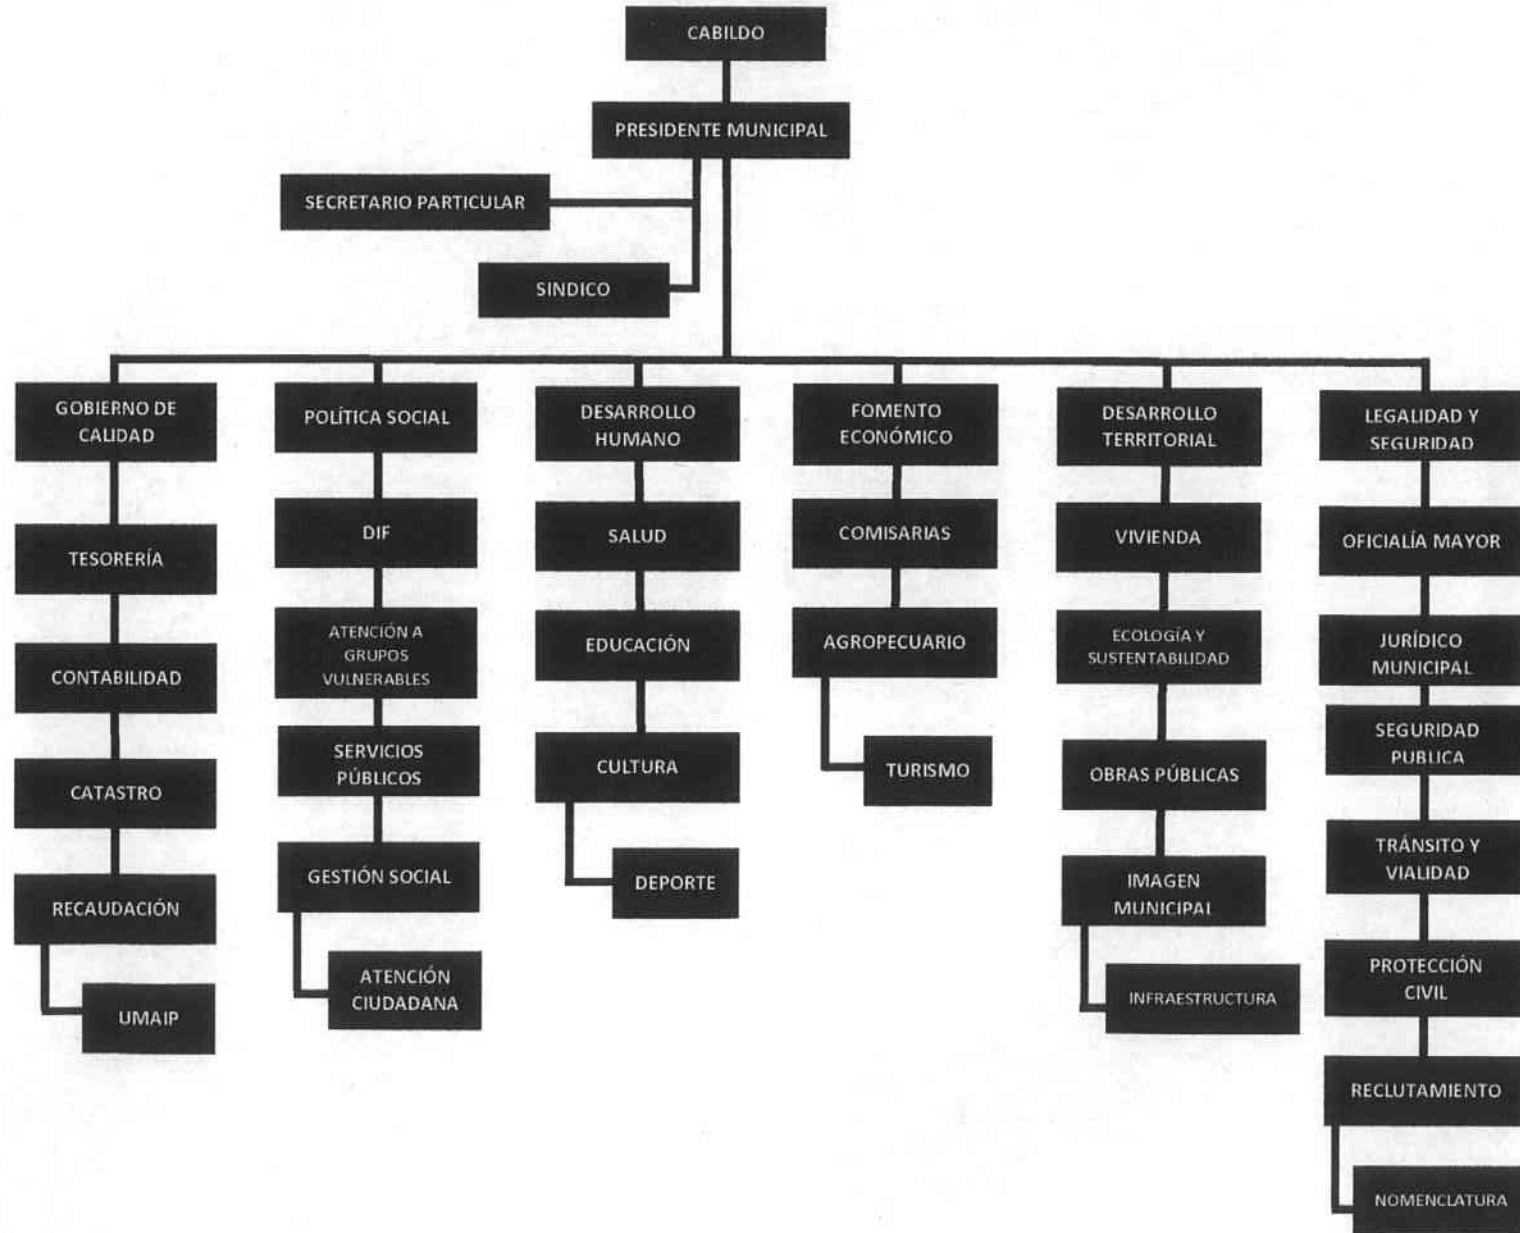 CABILDO
PRESIDENTE MUNICIPAL
SECRETARIO PARTICULAR
SINDICO
GOBIERNO DE
CALIDAD
TESORERÍA
CONTABILIDAD
CATASTRO
RECAUDACIÓN
UMAIP
POLÍTICA SOCIAL
DIF
ATENCIÓN A
GRUPOS
VULNERABLES
SERVICIOS
PÚBLICOS
GESTIÓN SOCIAL
ATENCIÓN
CIUDADANA
DESARROLLO
HUMANO
SALUD
EDUCACIÓN
CULTURA
DEPORTE
FOMENTO
ECONÓMICO
COMISARIAS
AGROPECUARIO
TURISMO
DESARROLLO
TERRITORIAL
VIVIENDA
ECOLOGÍA Y
SUSTENTABILIDAD
OBRAS PÚBLICAS
IMAGEN
MUNICIPAL
INFRAESTRUCTURA
LEGALIDAD Y
SEGURIDAD
OFICIALÍA MAYOR
JURÍDICO
MUNICIPAL
SEGURIDAD
PUBLICA
TRÁNSITO Y
VIALIDAD
PROTECCIÓN
CIVIL
RECLUTAMIENTO
NOMENCLATURA